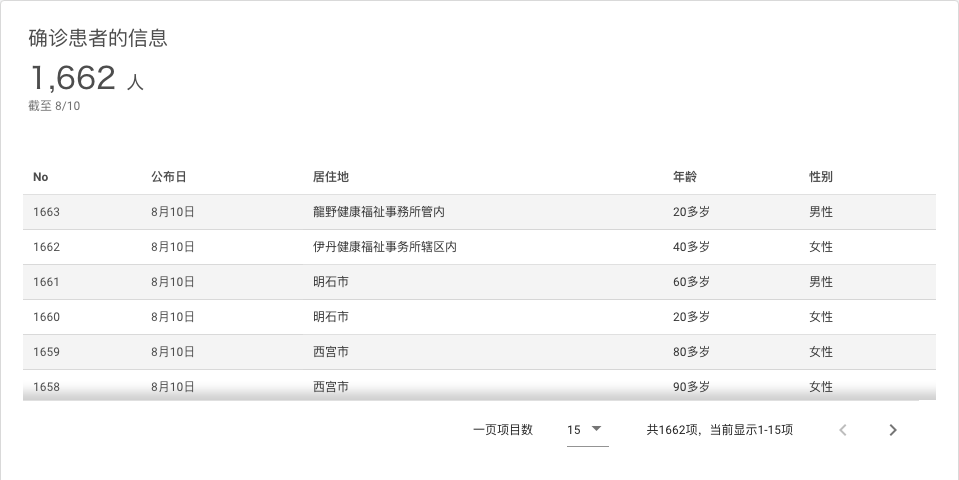 确诊患者的信息
1,662 人
截至 8/10
No 公布日 居住地 年龄 性别
1663 8月10日 龍野健康福祉事務所管内 20多岁 男性
1662 8月10日 伊丹健康福祉事务所辖区内 40多岁 女性
1661 8月10日 明石市 60多岁 男性
1660 8月10日 明石市 20多岁 女性
1659 8月10日 西宫市 80多岁 女性
1658 8月10日 西宫市 90多岁 女性
一页项目数 15 共1662项，当前显示1-15项